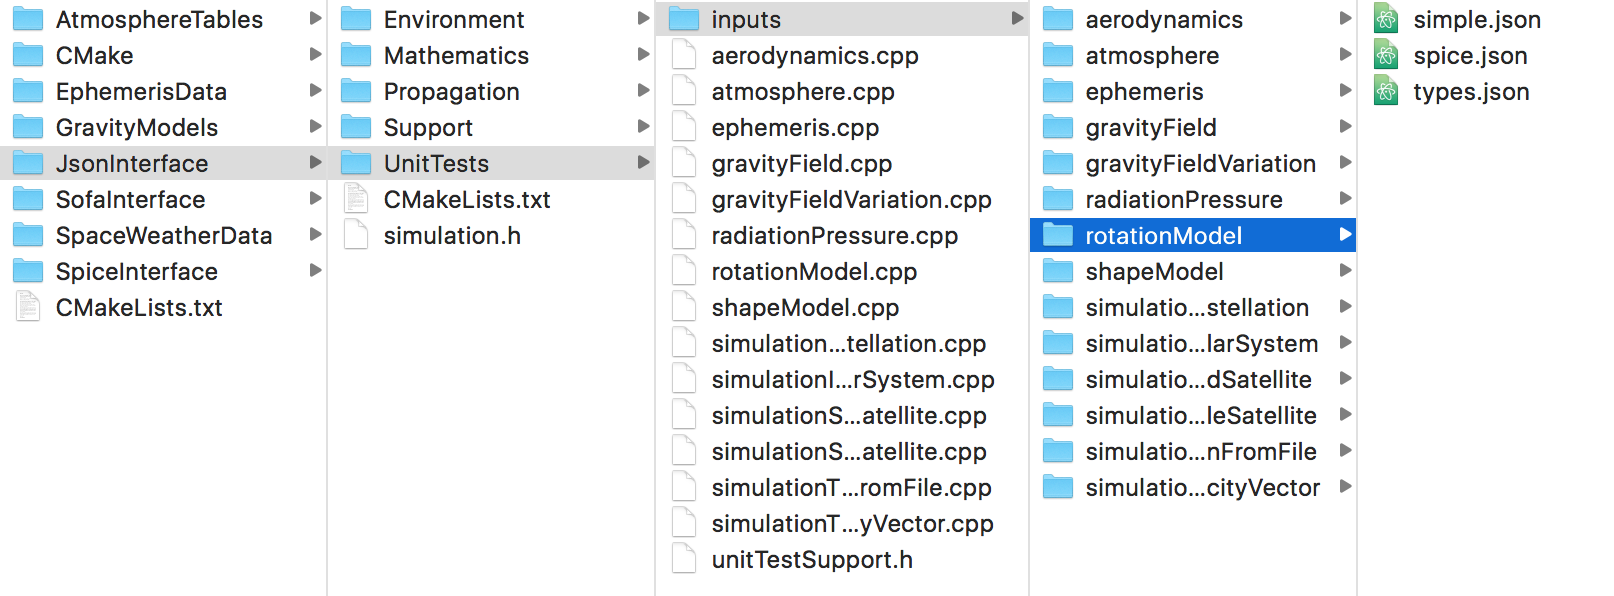 AtmosphereTables
CMake
EphemerisData
GravityModels
JsonInterface
SofaInterface
SpaceWeatherData
SpiceInterface
CMakeLists.txt
Environment
Mathematics
Propagation
Support
UnitTests
CMakeLists.txt
simulation.h
inputs
aerodynamics.cpp
atmosphere.cpp
ephemeris.cpp
gravityField.cpp
gravityFieldVariation.cpp
radiationPressure.cpp
rotationModel.cpp
shapeModel.cpp
simulation...tellation.cpp
simulationI...rSystem.cpp
simulationS...atellite.cpp
simulationS...atellite.cpp
simulationT...romFile.cpp
simulationT...yVector.cpp
unitTestSupport.h
aerodynamics
atmosphere
ephemeris
gravityField
gravityFieldVariation
radiationPressure
rotationModel
shapeModel
simulatio...stellation
simulatio...larSystem
simulatio...dSatellite
simulatio...leSatellite
simulatio...nFromFile
simulatio...cityVector
simple.json
spice.json
types.json